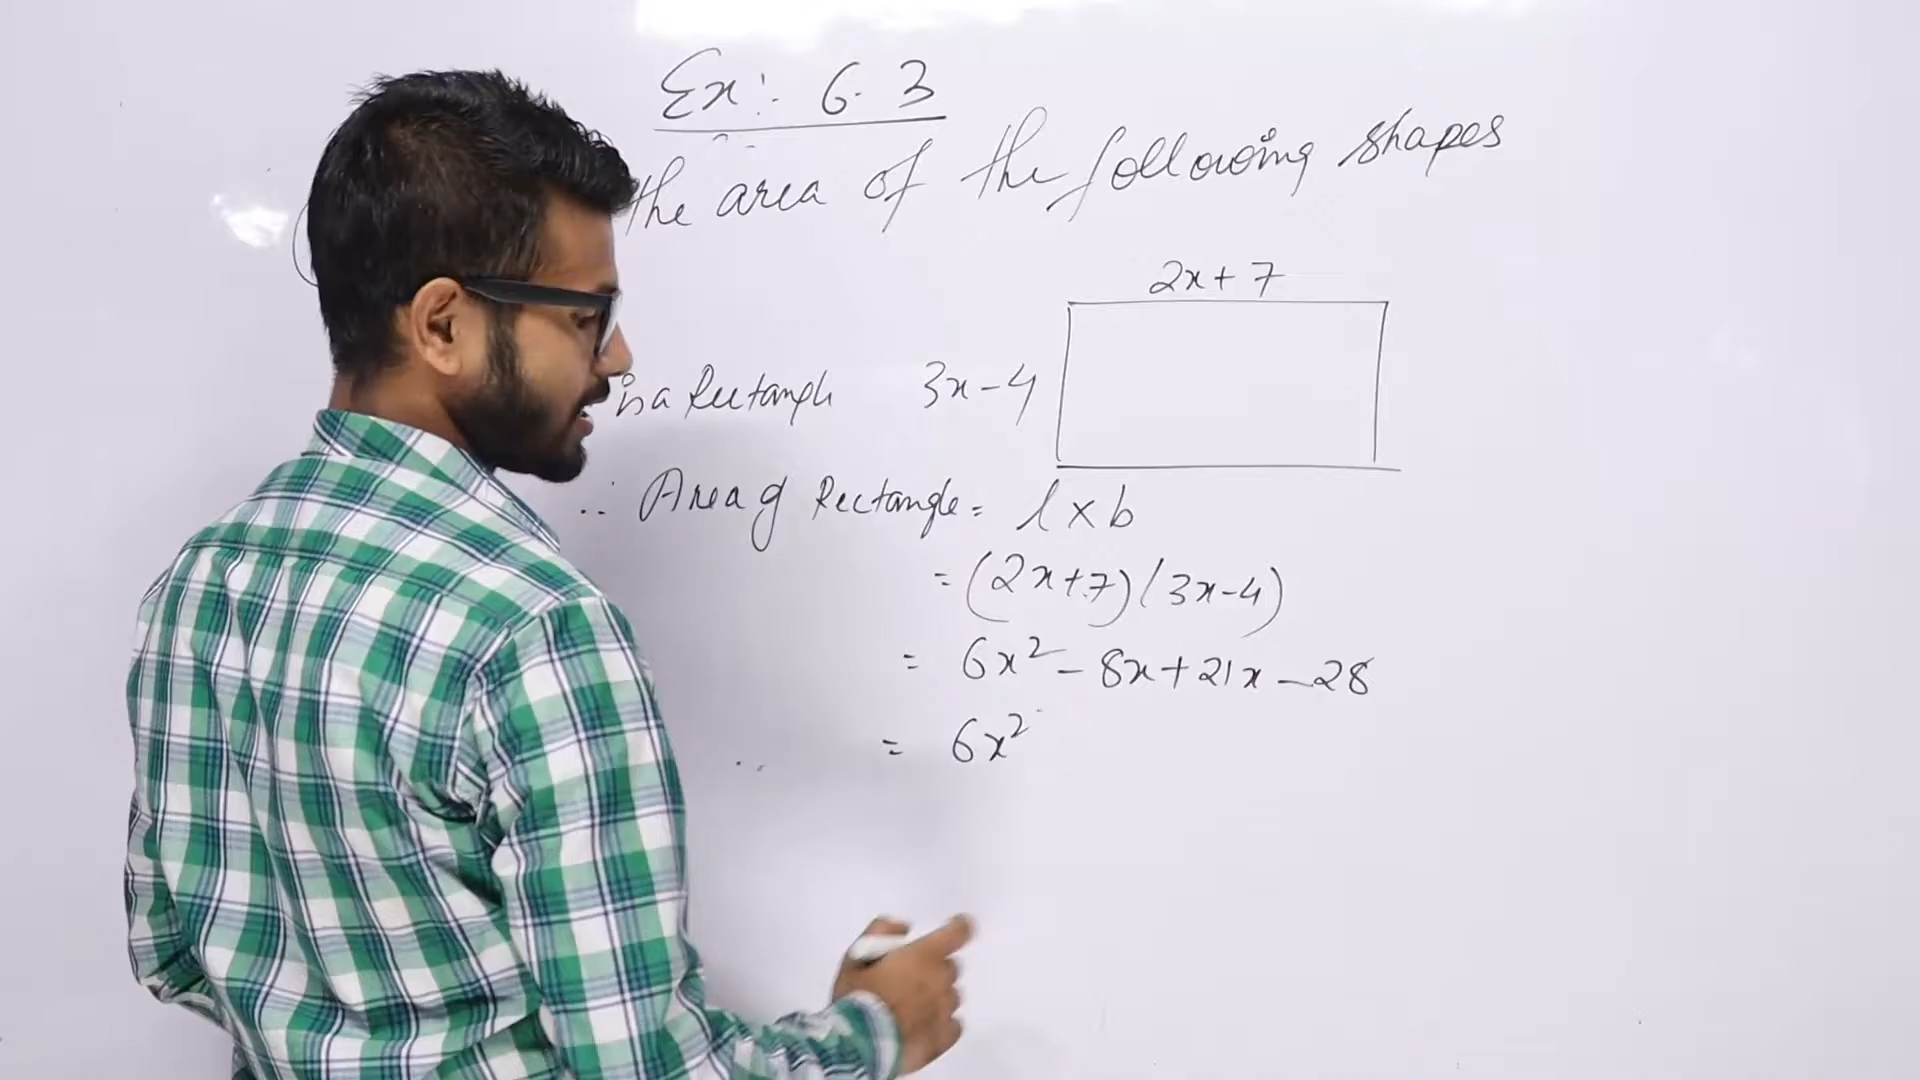 Ex:- 6.3
the area of the following shapes
2x+7
is a Rectangle 3x-4
∴ Area of Rectangle = l×b
= (2x+7)(3x-4)
= 6x² - 8x + 21x - 28
= 6x²